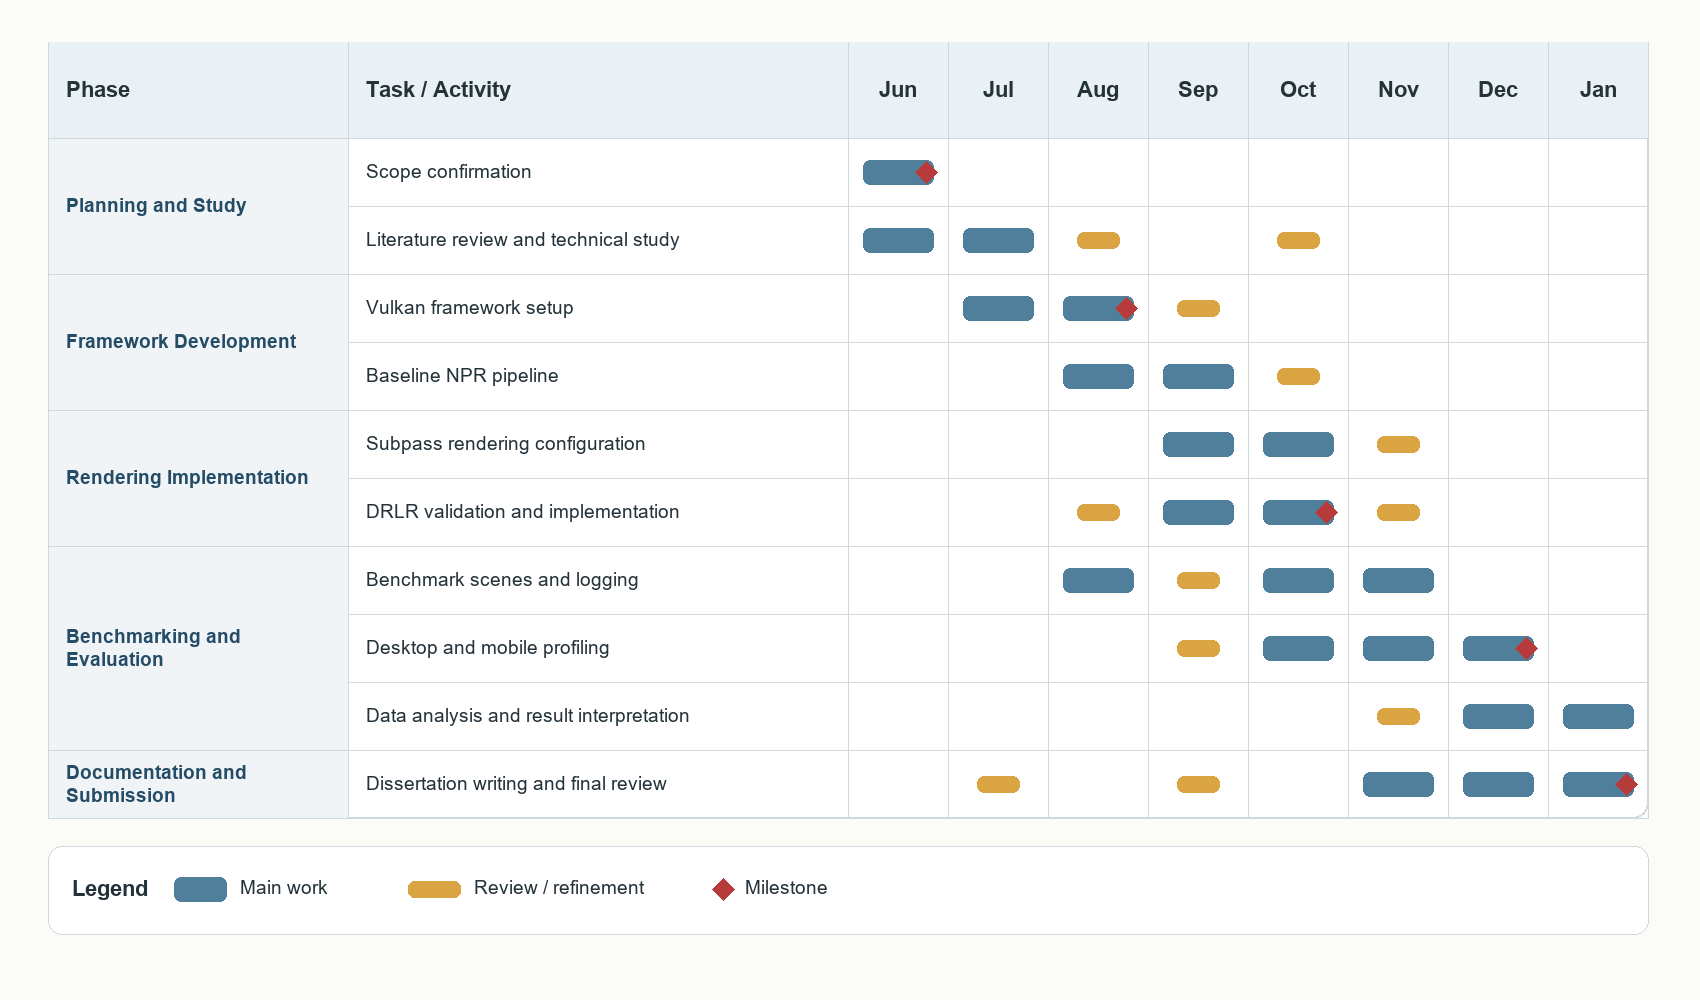 Phase Task / Activity Jun Jul Aug Sep Oct Nov Dec Jan
Planning and Study
Scope confirmation
Literature review and technical study
Framework Development
Vulkan framework setup
Baseline NPR pipeline
Rendering Implementation
Subpass rendering configuration
DRLR validation and implementation
Benchmarking and
Evaluation
Benchmark scenes and logging
Desktop and mobile profiling
Data analysis and result interpretation
Documentation and
Submission
Dissertation writing and final review
Legend Main work Review / refinement Milestone